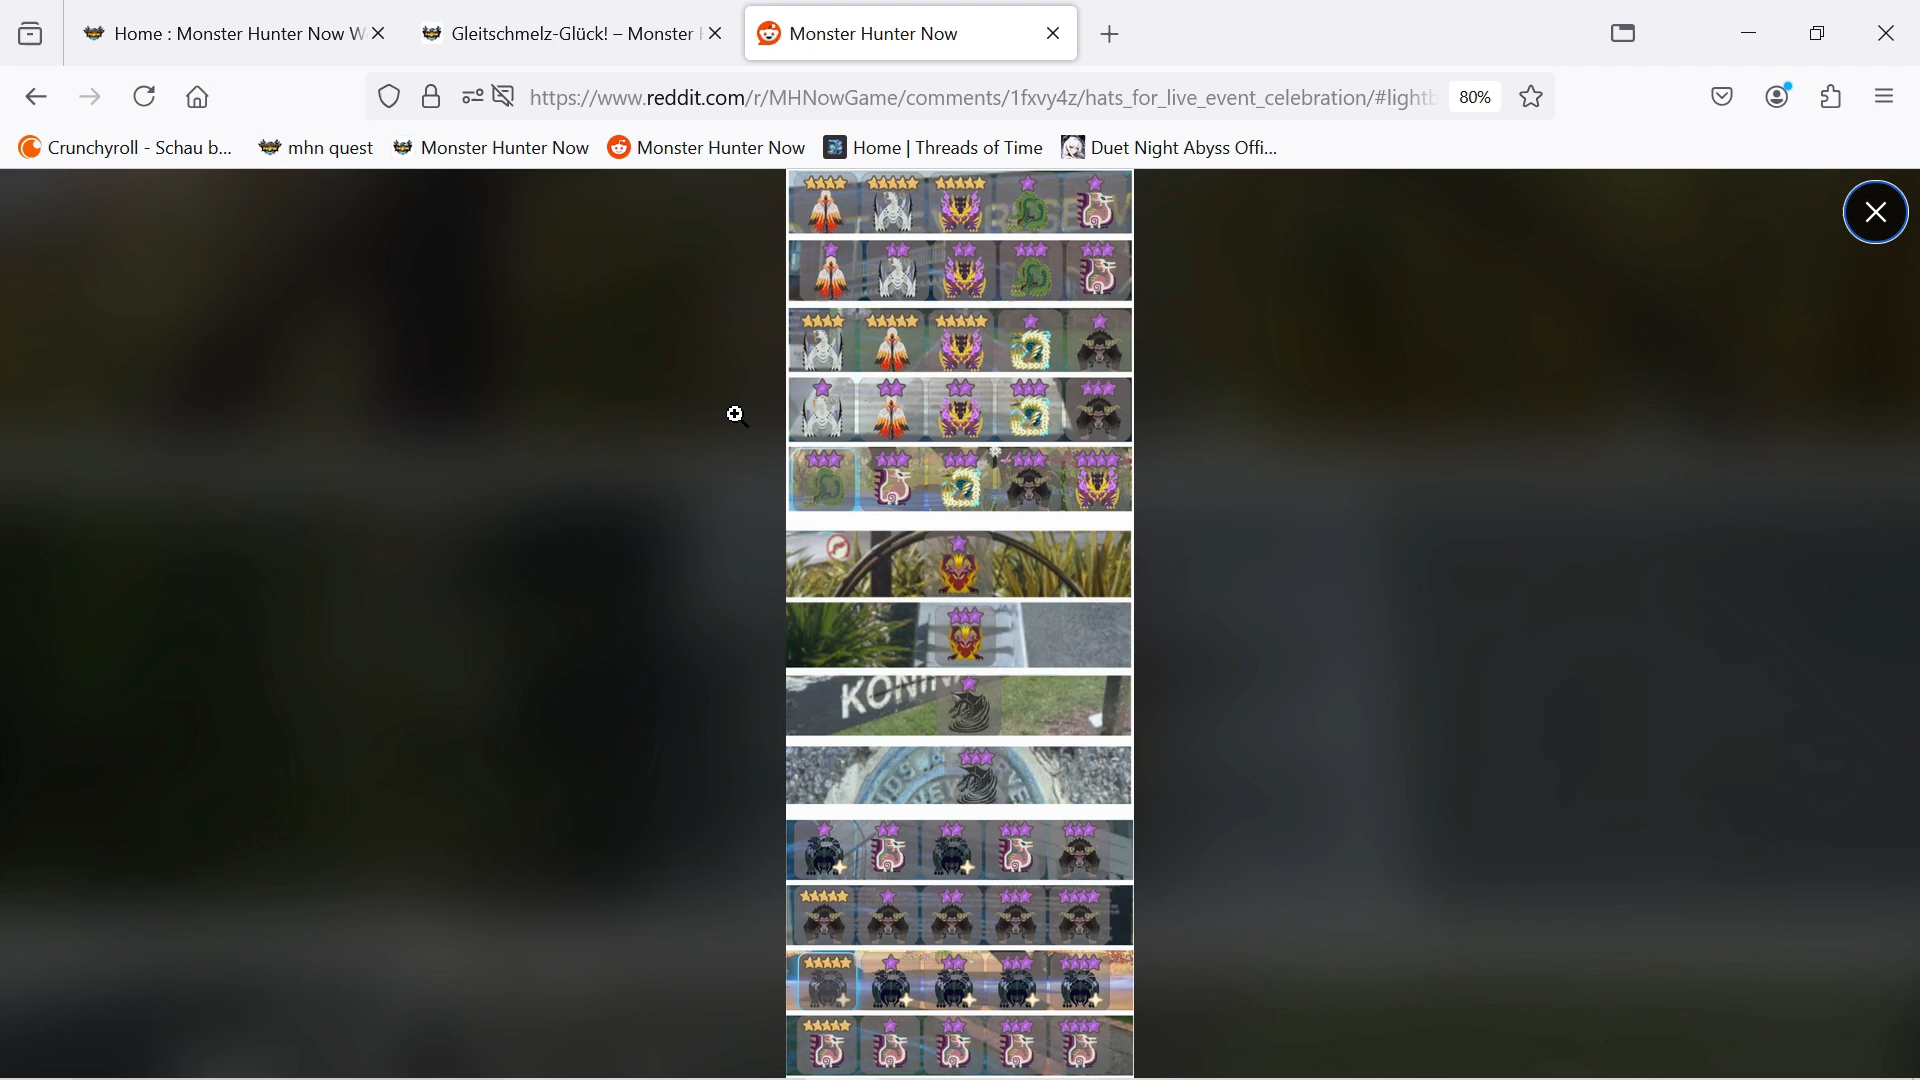 Home : Monster Hunter Now W
Gleitschmelz-Glück! – Monster H
Monster Hunter Now
https://www.reddit.com/r/MHNowGame/comments/1fxvy4z/hats_for_live_event_celebration/#lightb
80%
Crunchyroll - Schau b...
mhn quest
Monster Hunter Now
Monster Hunter Now
Home | Threads of Time
Duet Night Abyss Offi...